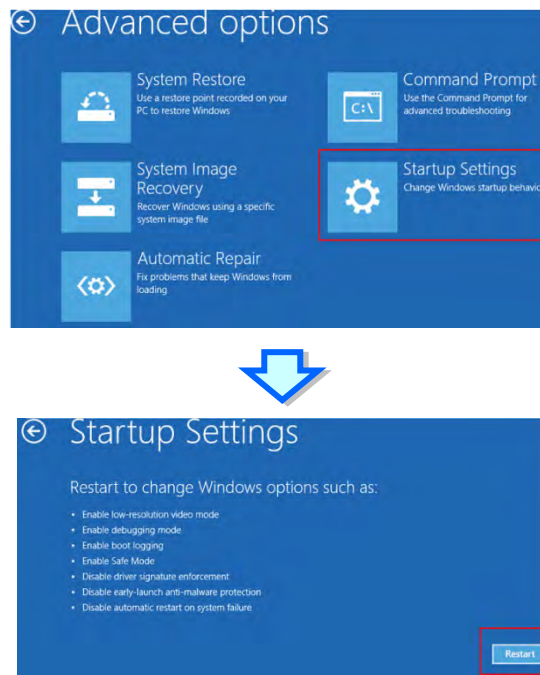 Advanced options
System Restore
Use a restore point recorded on your
PC to restore Windows
Command Prompt
Use the Command Prompt for
advanced troubleshooting
C:\
System Image
Recovery
Recover Windows using a specific
system image file
Startup Settings
Change Windows startup behavio
Automatic Repair
Fix problems that keep Windows from
loading
Startup Settings
Restart to change Windows options such as:
• Enable low-resolution video mode
• Enable debugging mode
• Enable boot logging
• Enable Safe Mode
• Disable driver signature enforcement
• Disable early-launch anti-malware protection
• Disable automatic restart on system failure
Restart